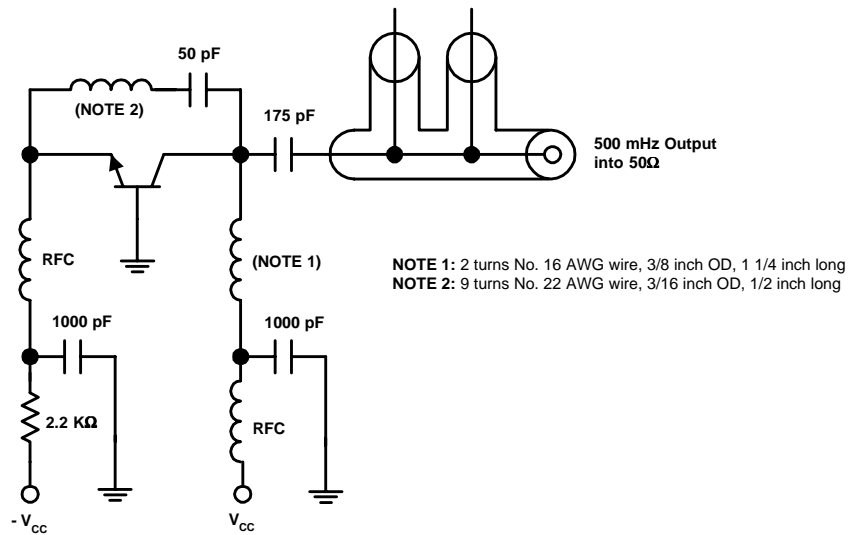 50 pF
(NOTE 2)
175 pF
500 mHz Output
into 50Ω
RFC
(NOTE 1)
NOTE 1: 2 turns No. 16 AWG wire, 3/8 inch OD, 1 1/4 inch long
NOTE 2: 9 turns No. 22 AWG wire, 3/16 inch OD, 1/2 inch long
1000 pF
1000 pF
2.2 KΩ
RFC
- VCC
VCC